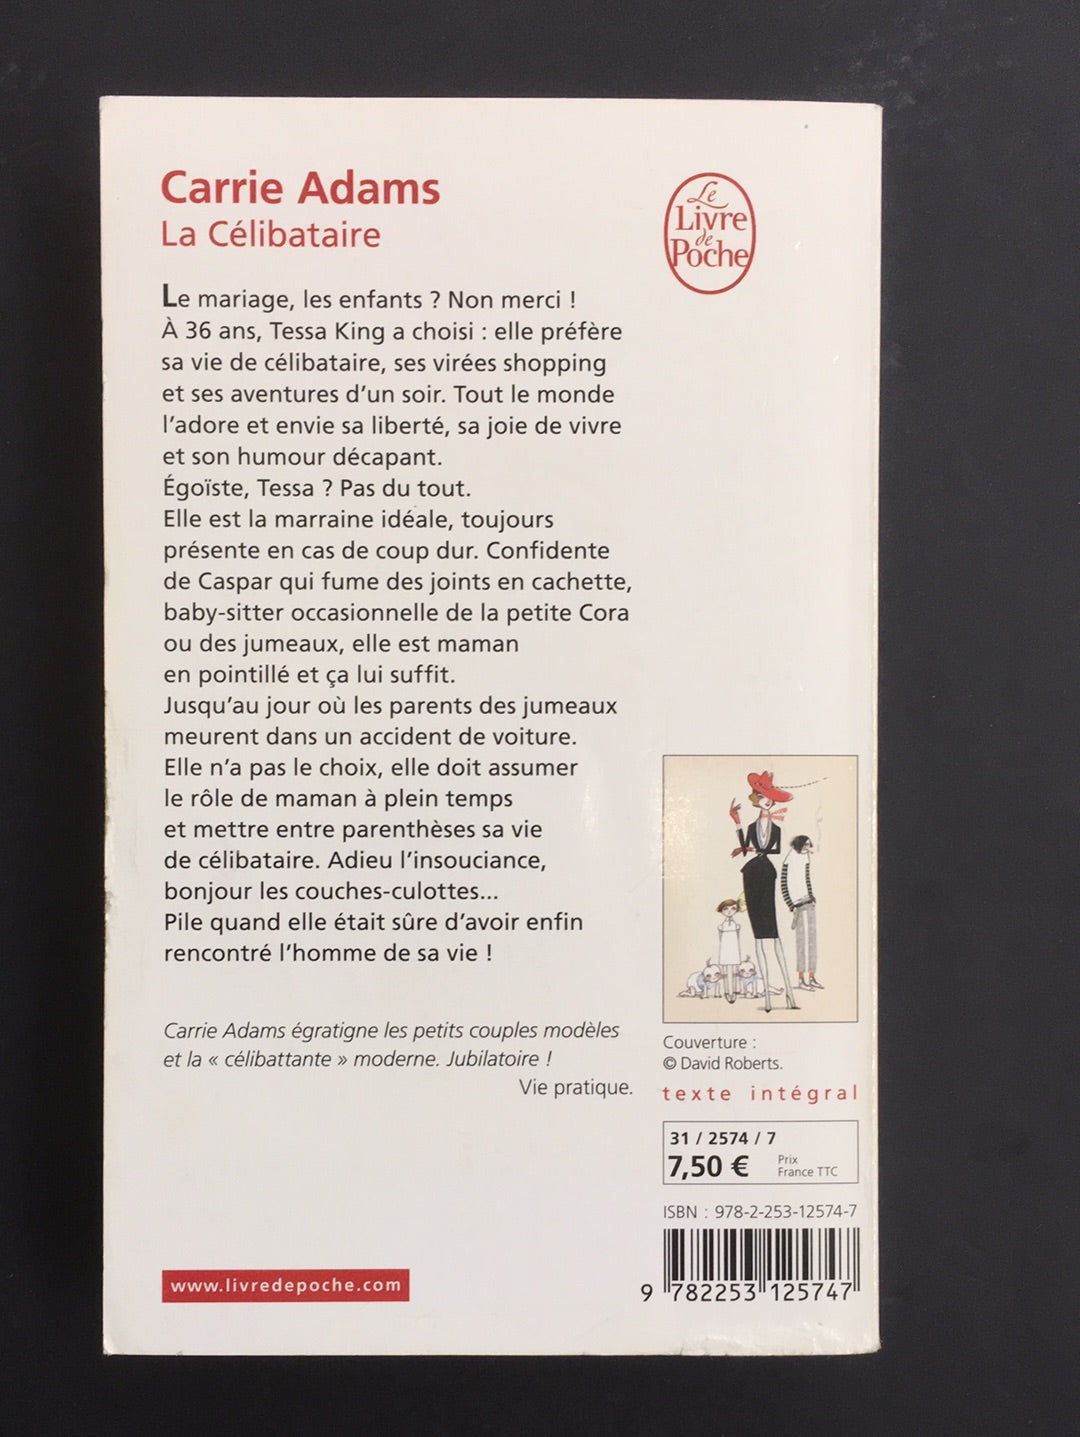 Carrie Adams
La Célibataire
Le
Livre
de
Poche
Le mariage, les enfants ? Non merci !
À 36 ans, Tessa King a choisi : elle préfère
sa vie de célibataire, ses virées shopping
et ses aventures d'un soir. Tout le monde
l'adore et envie sa liberté, sa joie de vivre
et son humour décapant.
Égoïste, Tessa ? Pas du tout.
Elle est la marraine idéale, toujours
présente en cas de coup dur. Confidente
de Caspar qui fume des joints en cachette,
baby-sitter occasionnelle de la petite Cora
ou des jumeaux, elle est maman
en pointillé et ça lui suffit.
Jusqu'au jour où les parents des jumeaux
meurent dans un accident de voiture.
Elle n'a pas le choix, elle doit assumer
le rôle de maman à plein temps
et mettre entre parenthèses sa vie
de célibataire. Adieu l'insouciance,
bonjour les couches-culottes...
Pile quand elle était sûre d'avoir enfin
rencontré l'homme de sa vie !
Carrie Adams égratigne les petits couples modèles
et la « célibattante » moderne. Jubilatoire !
Vie pratique.
Couverture :
© David Roberts.
texte intégral
31 / 2574 / 7
7,50 €
Prix
France TTC
ISBN : 978-2-253-12574-7
9 782253 125747
www.livredepoche.com